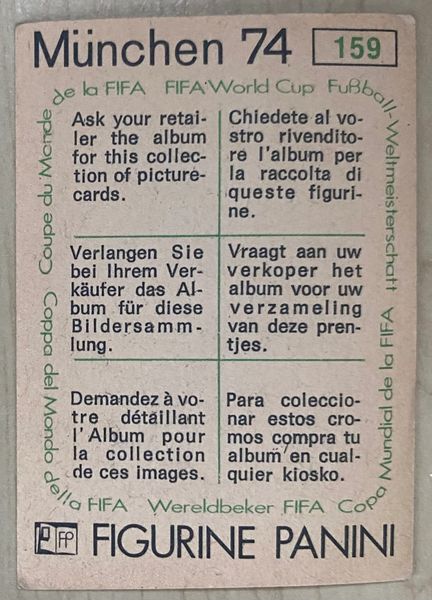 München 74 159
de la FIFA FIFA World Cup Fußball-Weltmeisterschaft
Coupe du Monde
Ask your retai-
ler the album
for this collec-
tion of picture-
cards.
Chiedete al vo-
stro rivendito-
re l'album per
la raccolta di
queste figuri-
ne.
Verlangen Sie
bei Ihrem Ver-
käufer das Al-
bum für diese
Bildersamm-
lung.
Vraagt aan uw
verkoper het
album voor uw
verzameling
van deze pren-
tjes.
Demandez à vo-
tre détaillant
l'Album pour
la collection
de ces images.
Para coleccio-
nar estos cro-
mos compra tu
album en cual-
quier kiosko.
Coppa del Mondo della FIFA Wereldbeker FIFA Copa Mundial de la FIFA
FP FIGURINE PANINI